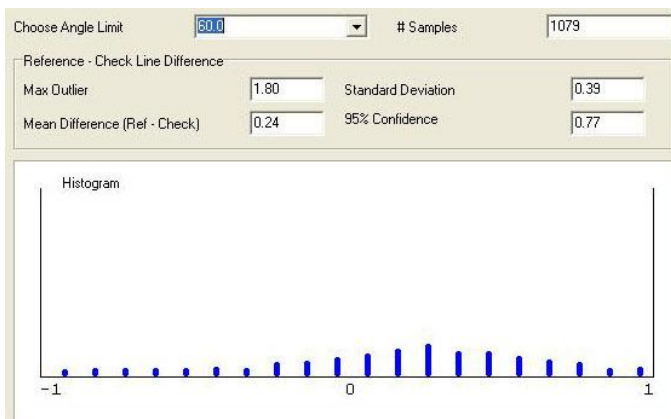 Choose Angle Limit 60.0 # Samples 1079
Reference - Check Line Difference
Max Outlier 1.80 Standard Deviation 0.39
Mean Difference (Ref - Check) 0.24 95% Confidence 0.77
Histogram
-1 0 1